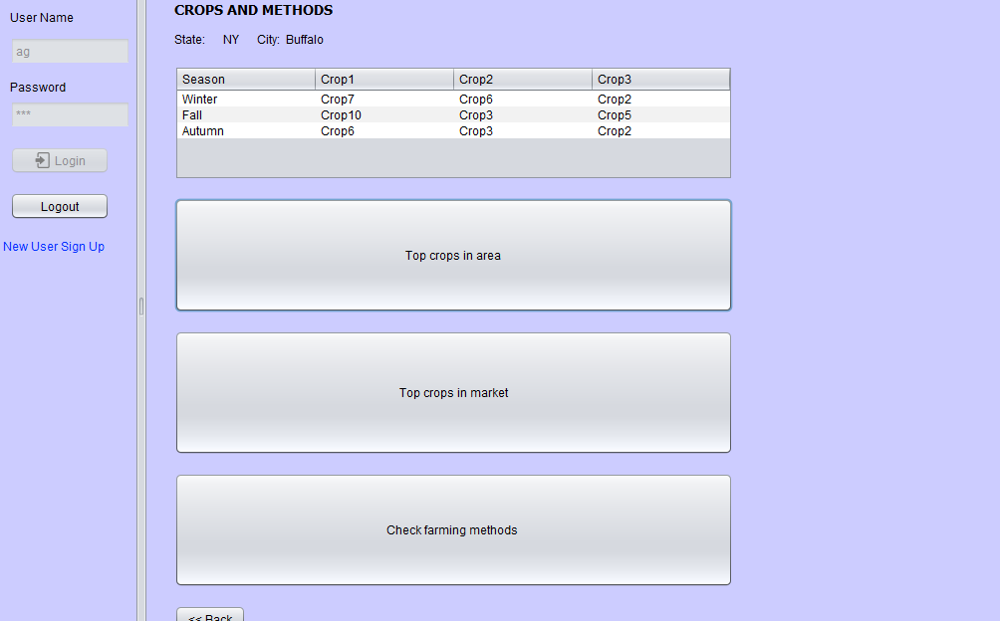 User Name
ag
Password
***
Login
Logout
New User Sign Up
CROPS AND METHODS
State: NY City: Buffalo
Season Crop1 Crop2 Crop3
Winter Crop7 Crop6 Crop2
Fall Crop10 Crop3 Crop5
Autumn Crop6 Crop3 Crop2
Top crops in area
Top crops in market
Check farming methods
<< Back